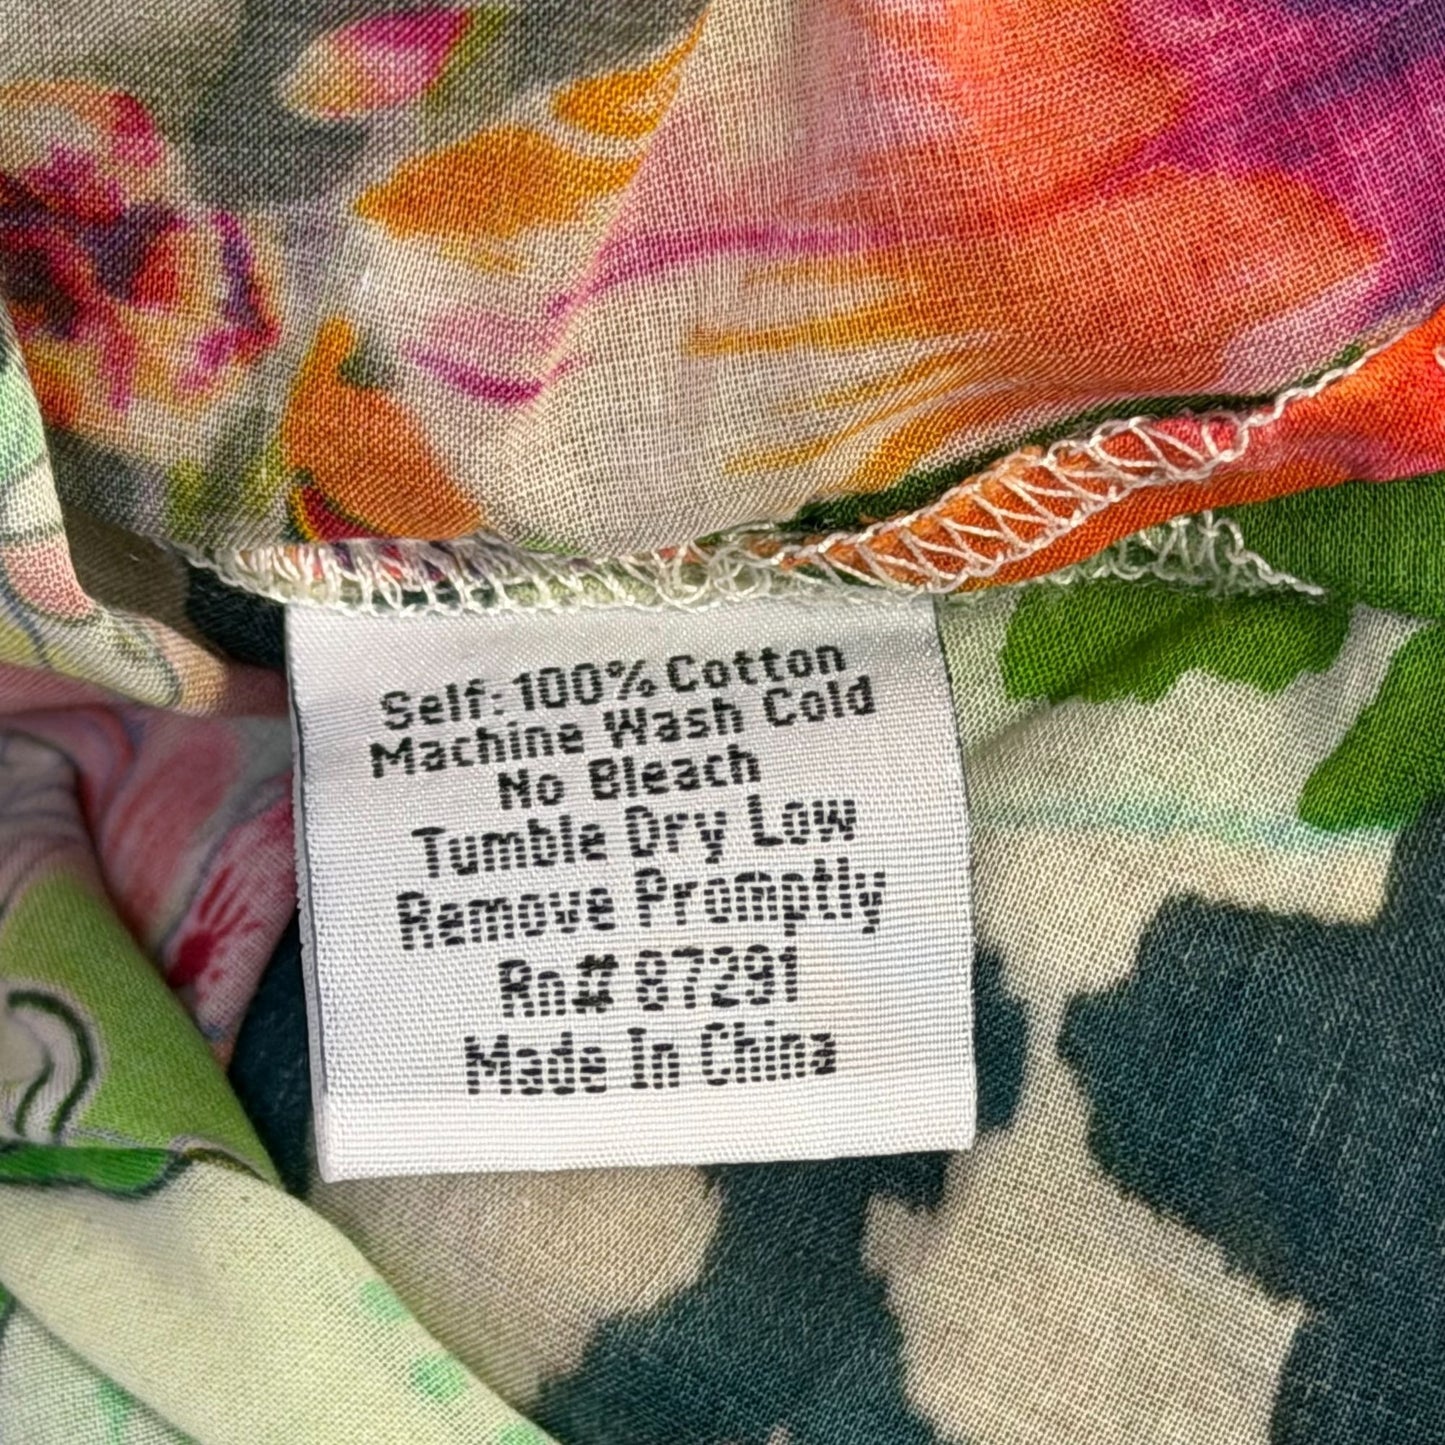 Self: 100% Cotton
Machine Wash Cold
No Bleach
Tumble Dry Low
Remove Promptly
Rn# 87291
Made In China